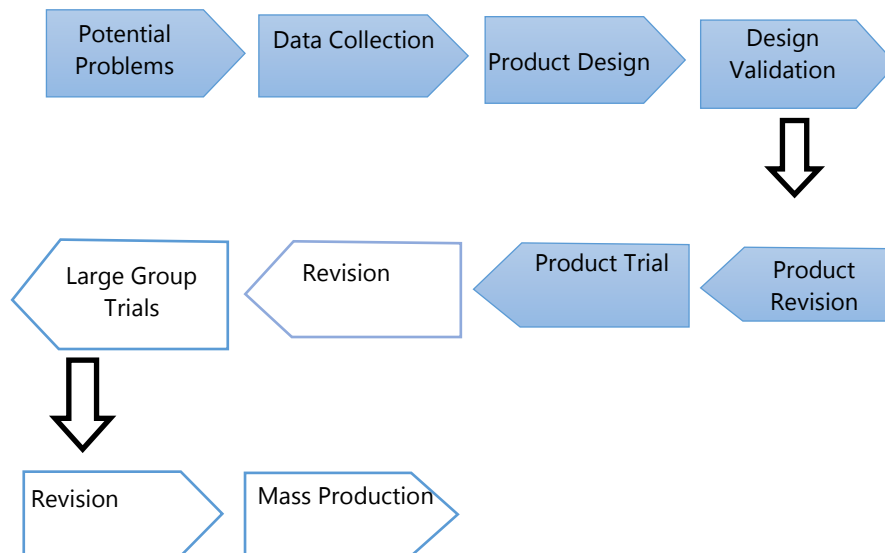 Potential
Problems
Data Collection
Product Design
Design
Validation
Product
Revision
Product Trial
Revision
Large Group
Trials
Revision
Mass Production